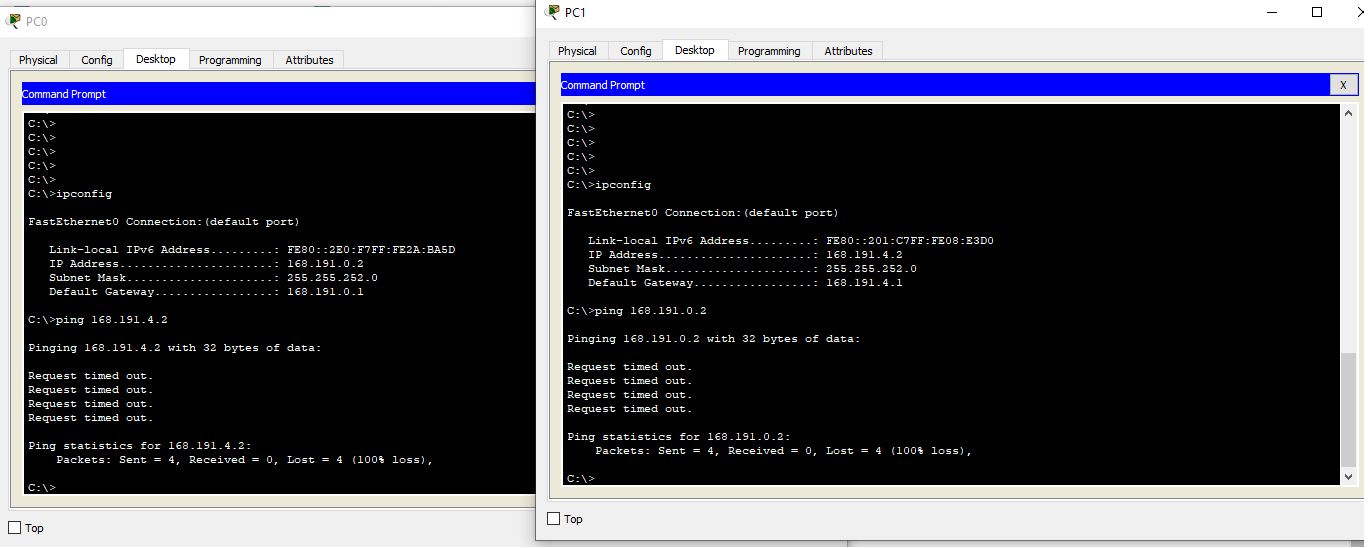 PC0
Physical Config Desktop Programming Attributes
Command Prompt
C:\>
C:\>
C:\>
C:\>
C:\>
C:\>ipconfig
FastEthernet0 Connection:(default port)
Link-local IPv6 Address.........: FE80::2E0:F7FF:FE2A:BA5D
IP Address......................: 168.191.0.2
Subnet Mask.....................: 255.255.252.0
Default Gateway.................: 168.191.0.1
C:\>ping 168.191.4.2
Pinging 168.191.4.2 with 32 bytes of data:
Request timed out.
Request timed out.
Request timed out.
Request timed out.
Ping statistics for 168.191.4.2:
Packets: Sent = 4, Received = 0, Lost = 4 (100% loss),
C:\>
Top
PC1
Physical Config Desktop Programming Attributes
Command Prompt
X
C:\>
C:\>
C:\>
C:\>
C:\>
C:\>ipconfig
FastEthernet0 Connection:(default port)
Link-local IPv6 Address.........: FE80::201:C7FF:FE08:E3D0
IP Address......................: 168.191.4.2
Subnet Mask.....................: 255.255.252.0
Default Gateway.................: 168.191.4.1
C:\>ping 168.191.0.2
Pinging 168.191.0.2 with 32 bytes of data:
Request timed out.
Request timed out.
Request timed out.
Request timed out.
Ping statistics for 168.191.0.2:
Packets: Sent = 4, Received = 0, Lost = 4 (100% loss),
C:\>
Top